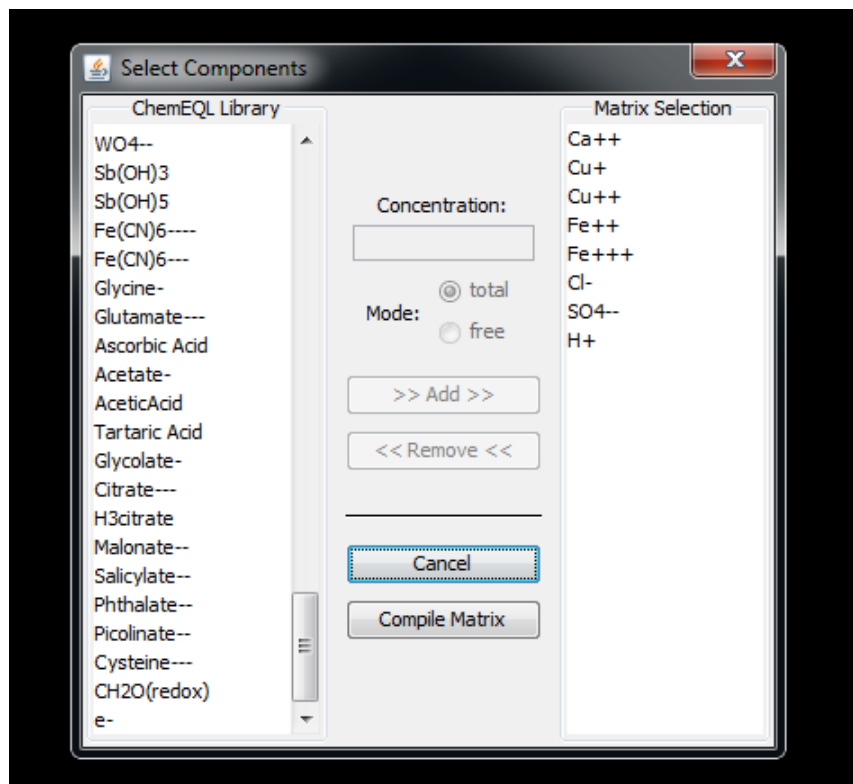 Select Components
ChemEQL Library
WO4--
Sb(OH)3
Sb(OH)5
Fe(CN)6----
Fe(CN)6---
Glycine-
Glutamate---
Ascorbic Acid
Acetate-
AceticAcid
Tartaric Acid
Glycolate-
Citrate---
H3citrate
Malonate--
Salicylate--
Phthalate--
Picolinate--
Cysteine---
CH2O(redox)
e-
Concentration:
Mode:
total
free
>> Add >>
<< Remove <<
Cancel
Compile Matrix
Matrix Selection
Ca++
Cu+
Cu++
Fe++
Fe+++
Cl-
SO4--
H+